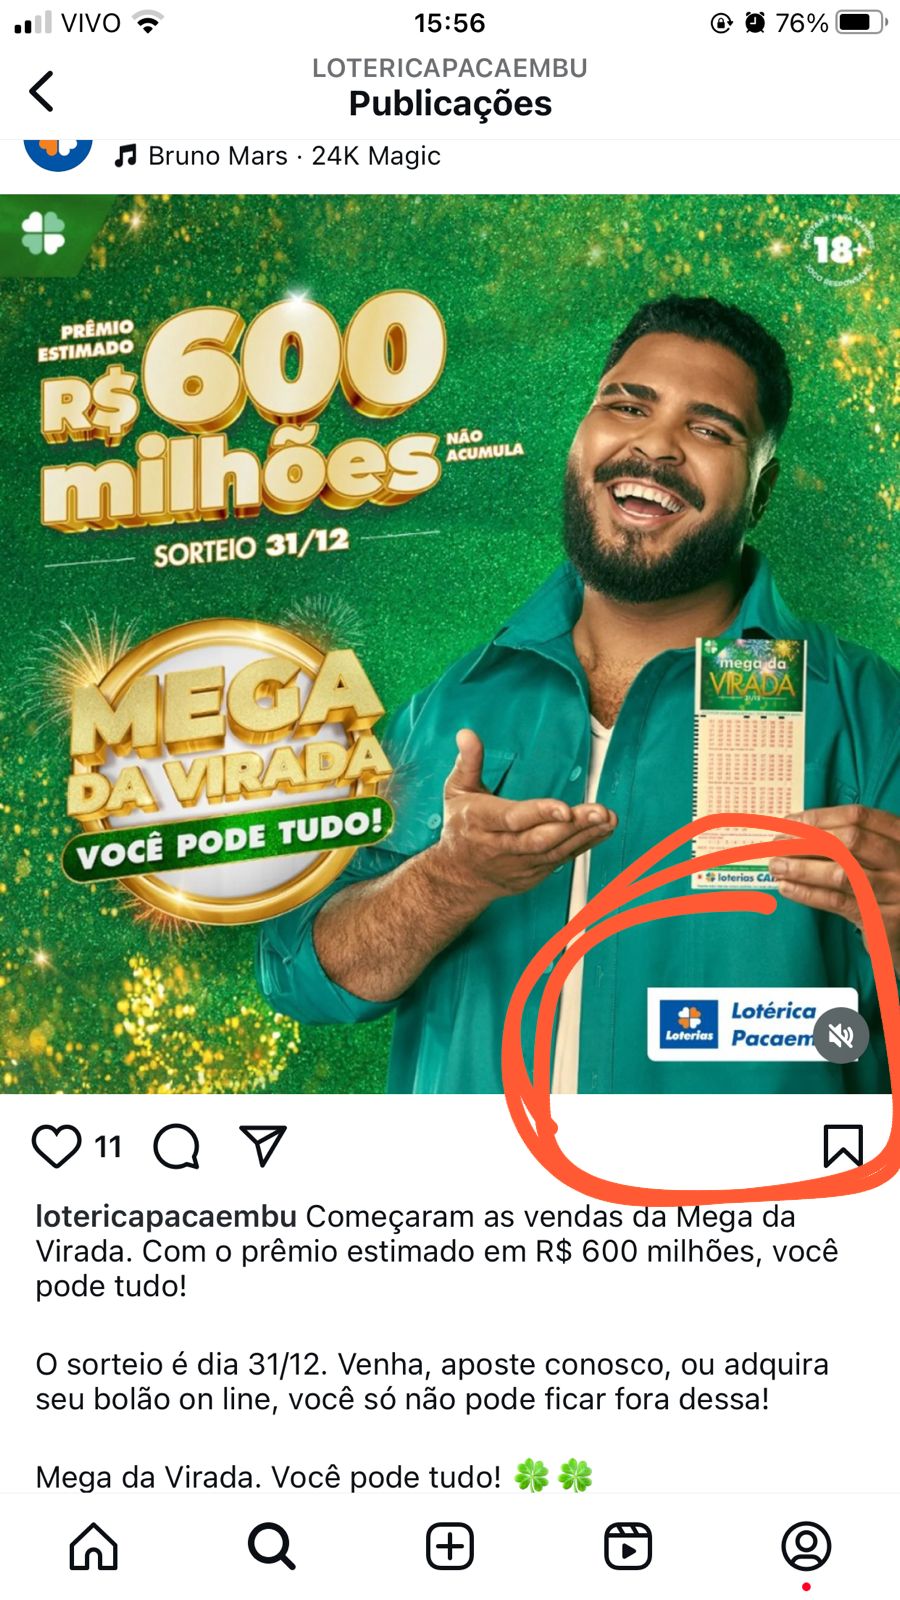 VIVO
15:56
76%
LOTERICAPACAEMBU
Publicações
Bruno Mars · 24K Magic
18+
PRÊMIO
ESTIMADO
R$ 600
milhões
NÃO
ACUMULA
SORTEIO 31/12
MEGA
DA VIRADA
VOCÊ PODE TUDO!
mega da
VIRADA
loterias
Loterias
Lotérica
11
lotericapacaembu Começaram as vendas da Mega da
Virada. Com o prêmio estimado em R$ 600 milhões, você
pode tudo!
O sorteio é dia 31/12. Venha, aposte conosco, ou adquira
seu bolão on line, você só não pode ficar fora dessa!
Mega da Virada. Você pode tudo! 🍀🍀